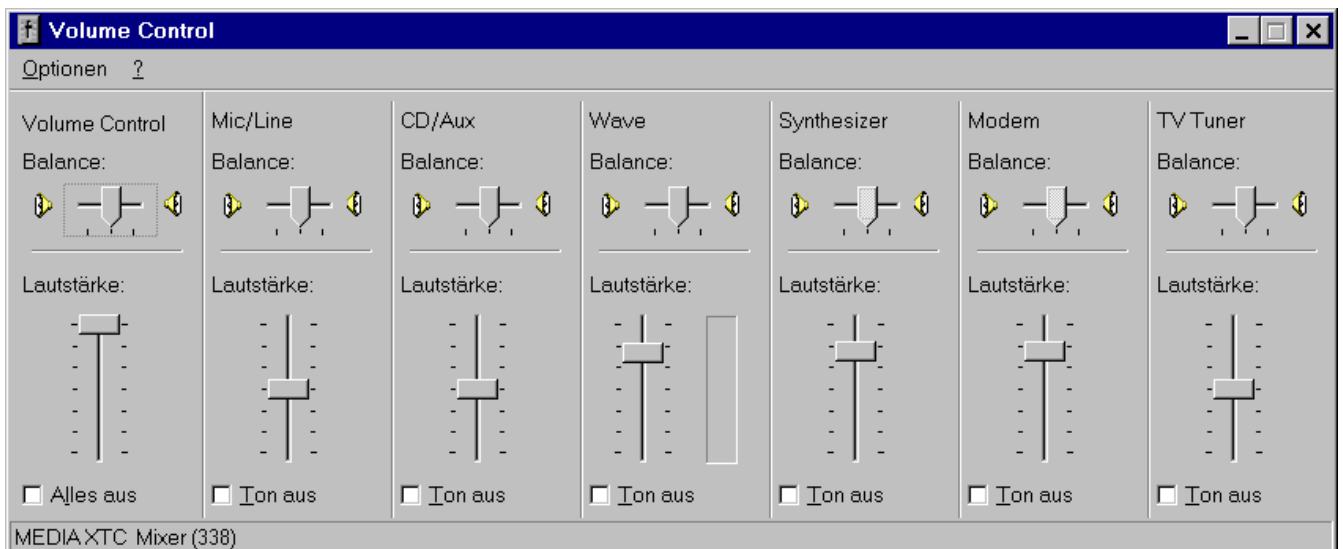 Volume Control
Optionen ?
Volume Control Mic/Line CD/Aux Wave Synthesizer Modem TV Tuner
Balance: Balance: Balance: Balance: Balance: Balance: Balance:
Lautstärke: Lautstärke: Lautstärke: Lautstärke: Lautstärke: Lautstärke: Lautstärke:
Alles aus Ton aus Ton aus Ton aus Ton aus Ton aus Ton aus
MEDIA XTC Mixer (338)